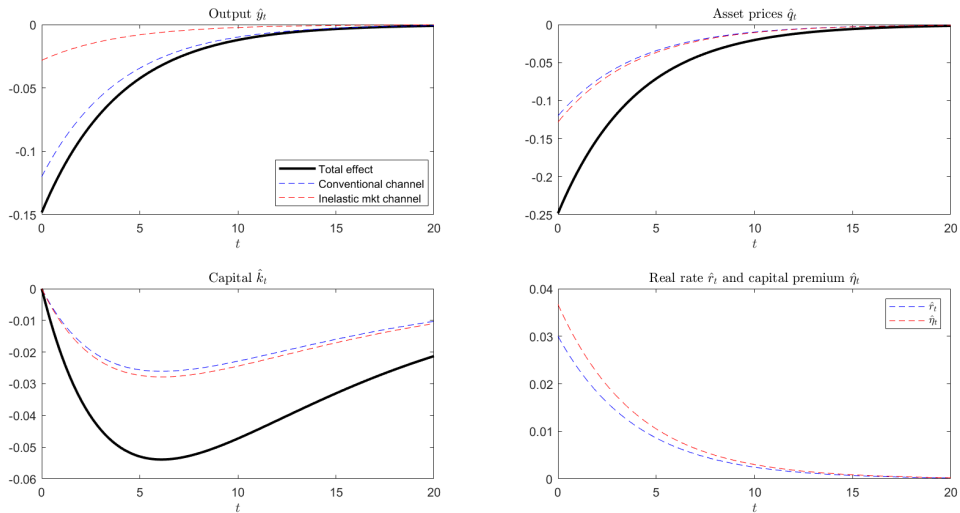 Output ŷ_t
0
-0.05
-0.1
-0.15
0 5 10 15 20
t
Total effect
Conventional channel
Inelastic mkt channel
Asset prices q̂_t
0
-0.05
-0.1
-0.15
-0.2
-0.25
0 5 10 15 20
t
Capital k̂_t
0
-0.01
-0.02
-0.03
-0.04
-0.05
-0.06
0 5 10 15 20
t
Real rate r̂_t and capital premium η̂_t
0.04
0.03
0.02
0.01
0
0 5 10 15 20
t
r̂_t
η̂_t